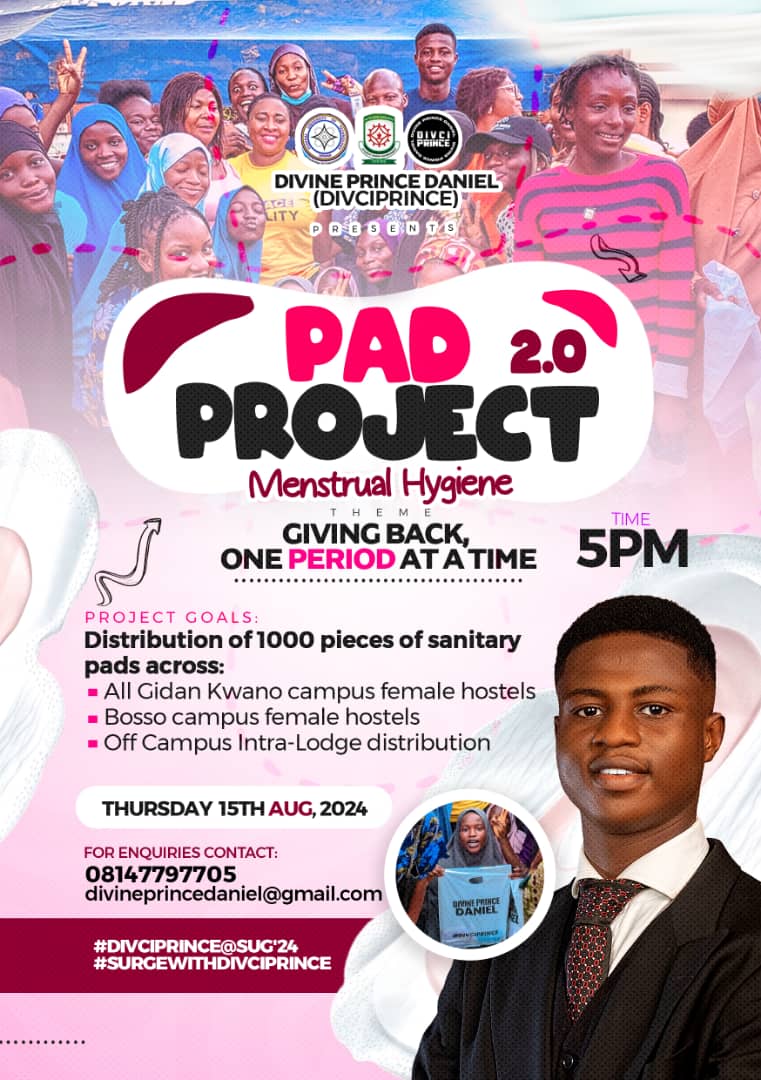 DIVCI
PRINCE
DIVINE PRINCE DANIEL
(DIVCIPRINCE)
PRESENTS
PAD 2.0
PROJECT
Menstrual Hygiene
THEME
GIVING BACK,
ONE PERIOD AT A TIME
TIME
5PM
PROJECT GOALS:
Distribution of 1000 pieces of sanitary
pads across:
All Gidan Kwano campus female hostels
Bosso campus female hostels
Off Campus Intra-Lodge distribution
THURSDAY 15TH AUG, 2024
FOR ENQUIRIES CONTACT:
08147797705
divineprincedaniel@gmail.com
DIVINE PRINCE
DANIEL
#DIVCIPRINCE@SUG'24
#SURGEWITHDIVCIPRINCE